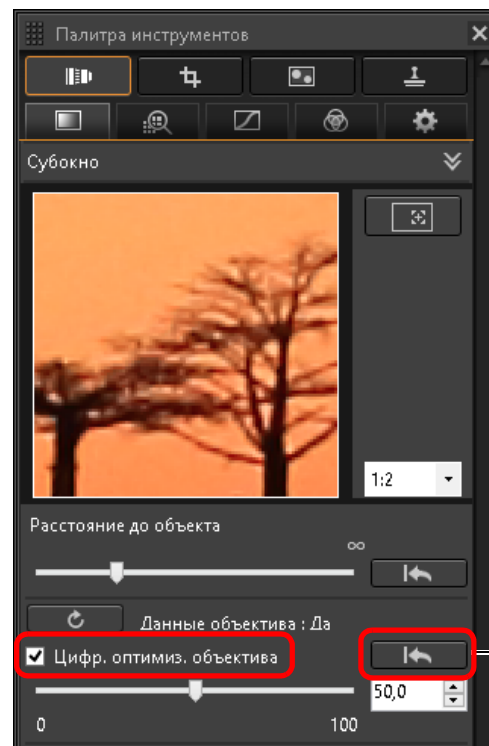 Палитра инструментов
Субокно
1:2
Расстояние до объекта
∞
Данные объектива : Да
Цифр. оптимиз. объектива
50,0
0 100